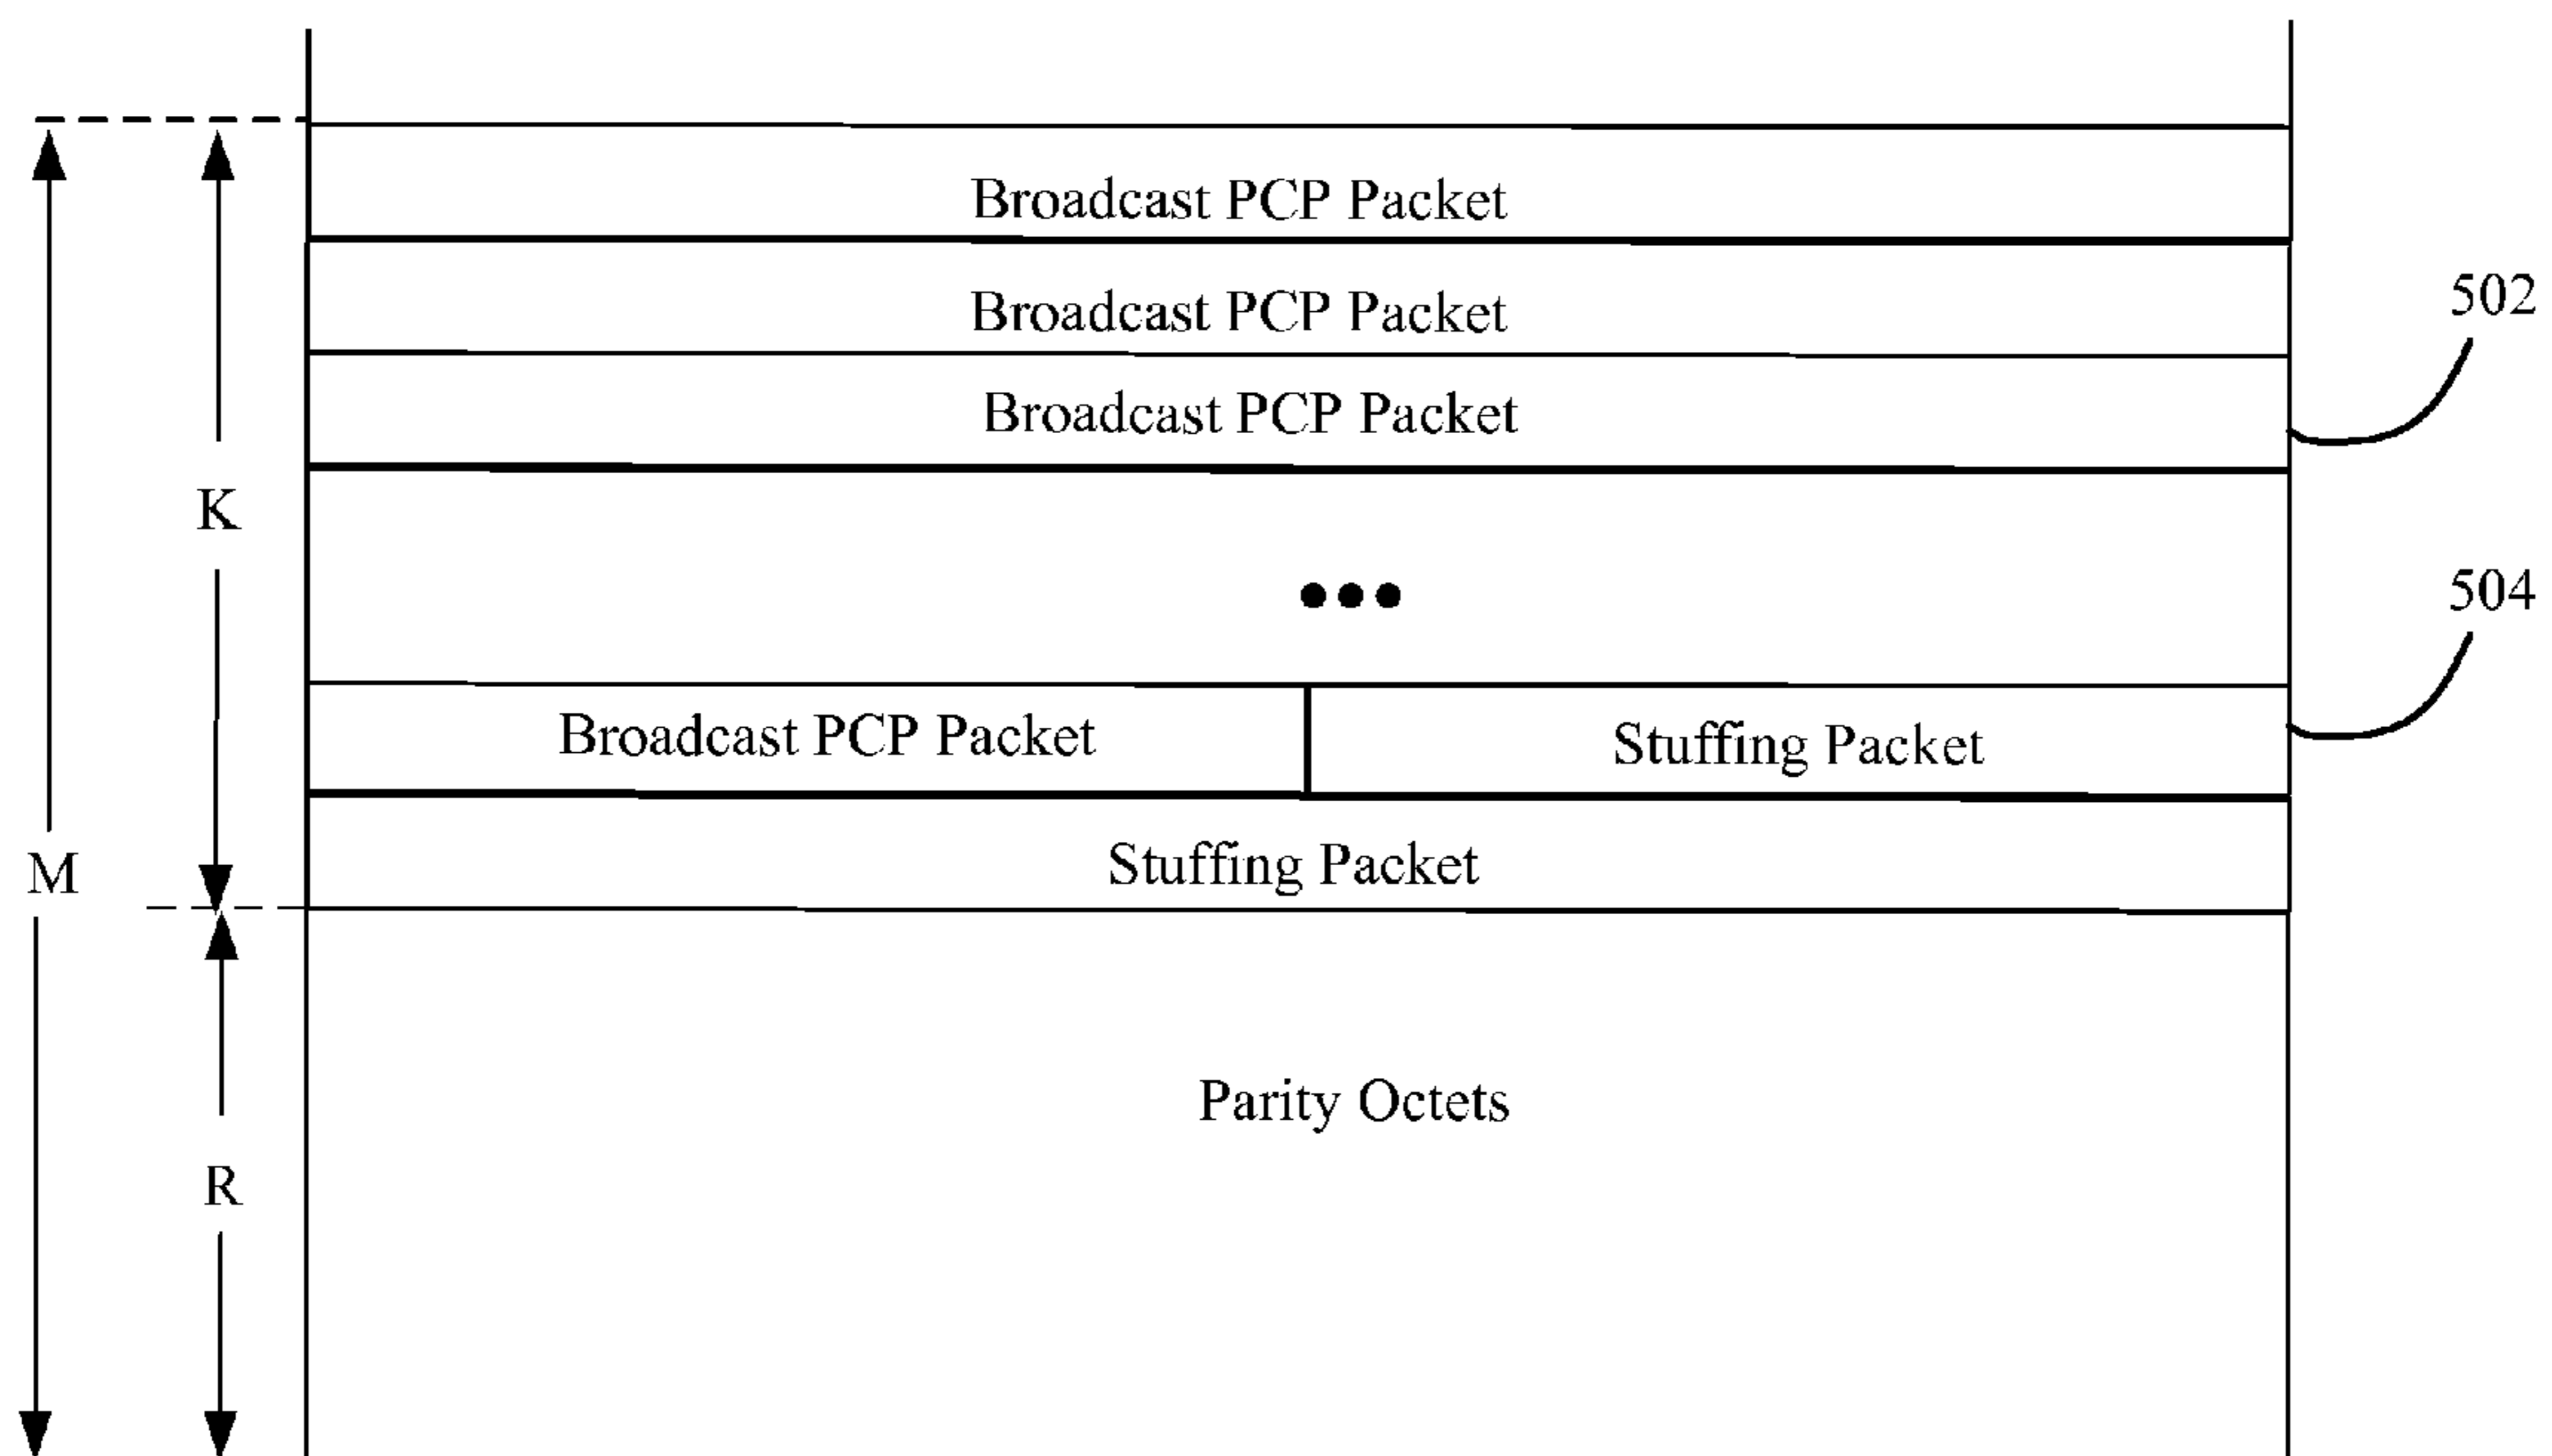 Broadcast PCP Packet
Broadcast PCP Packet
502
Broadcast PCP Packet
K
•••
504
Broadcast PCP Packet Stuffing Packet
M
Stuffing Packet
Parity Octets
R